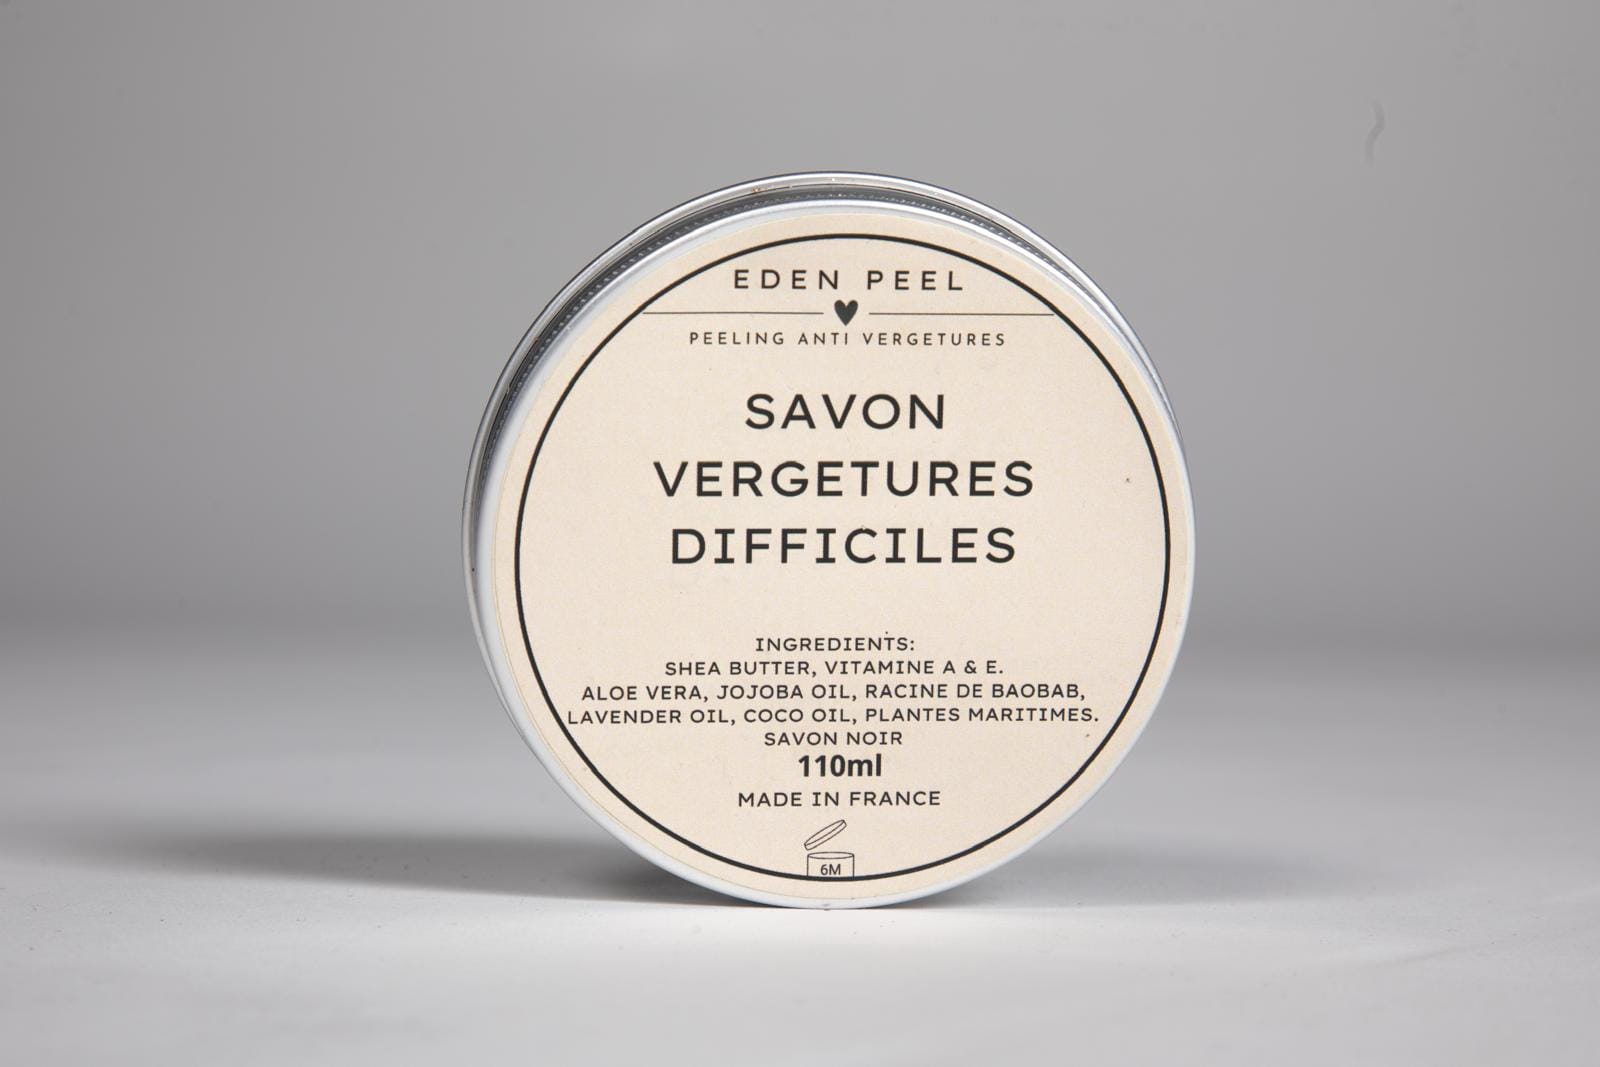 EDEN PEEL
PEELING ANTI VERGETURES
SAVON
VERGETURES
DIFFICILES
INGREDIENTS:
SHEA BUTTER, VITAMINE A & E.
ALOE VERA, JOJOBA OIL, RACINE DE BAOBAB,
LAVENDER OIL, COCO OIL, PLANTES MARITIMES.
SAVON NOIR
110ml
MADE IN FRANCE
6M